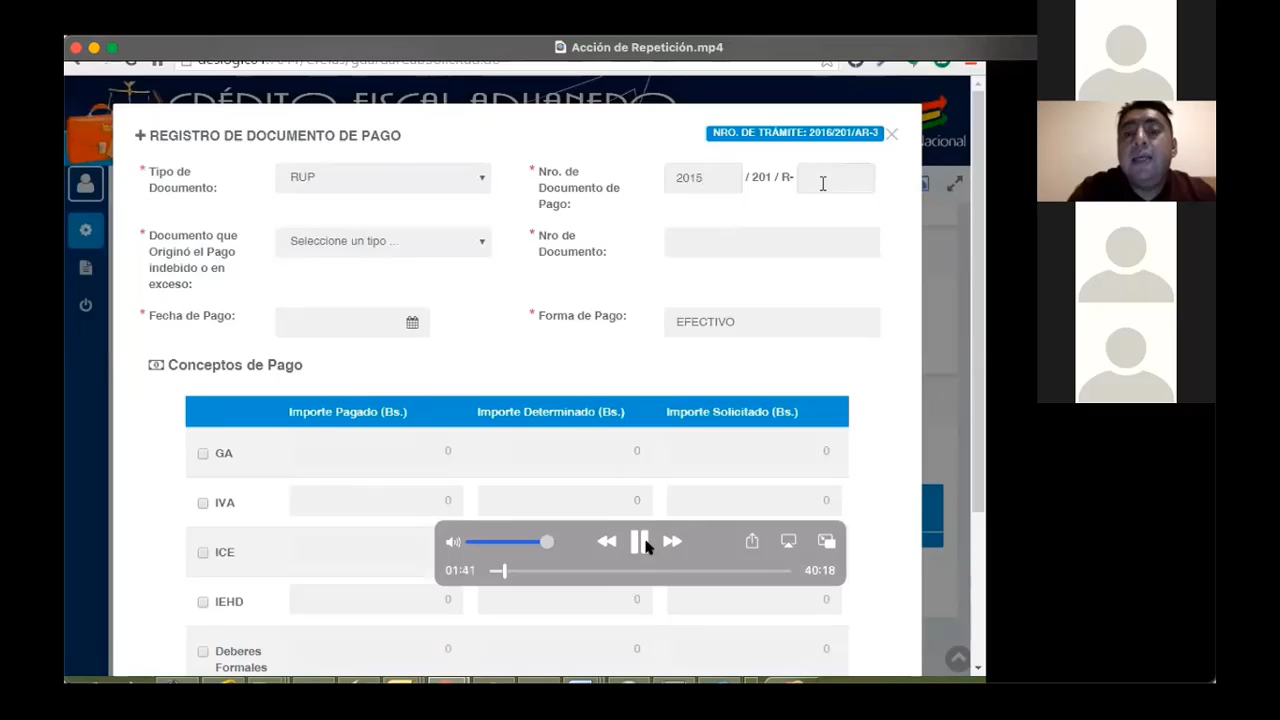 Acción de Repetición.mp4
CRÉDITO FISCAL ADUANERO
Nacional
REGISTRO DE DOCUMENTO DE PAGO
NRO. DE TRÁMITE: 2016/201/AR-3
* Tipo de Documento:
RUP
* Nro. de Documento de Pago:
2015 / 201 / R-
* Documento que Originó el Pago indebido o en exceso:
Seleccione un tipo ...
* Nro de Documento:
* Fecha de Pago:
* Forma de Pago:
EFECTIVO
Conceptos de Pago
Importe Pagado (Bs.) Importe Determinado (Bs.) Importe Solicitado (Bs.)
GA 0 0 0
IVA 0 0 0
ICE
IEHD 0 0 0
Deberes Formales 0 0 0
01:41 40:18